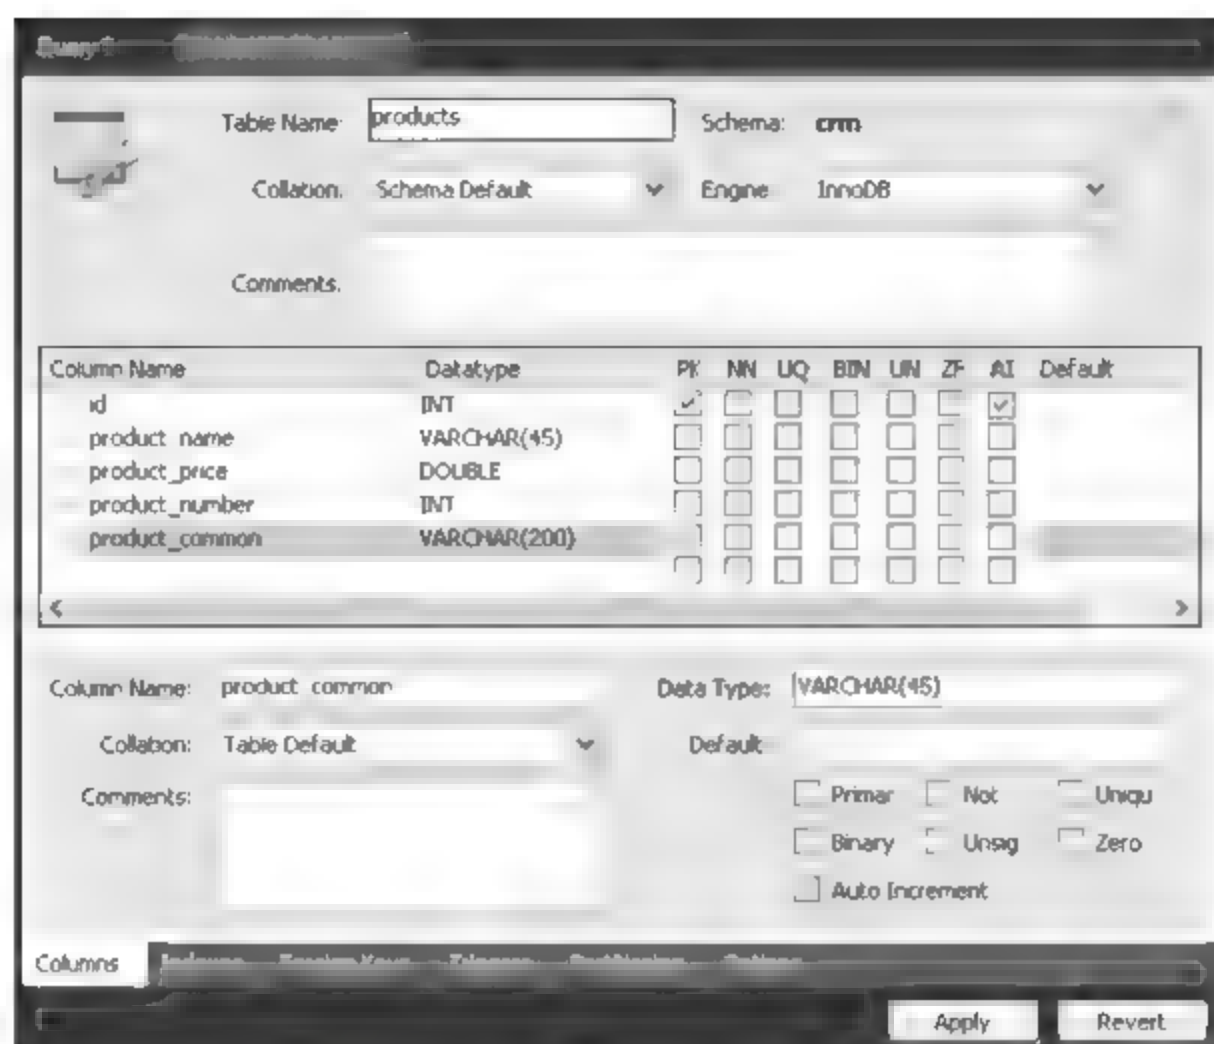 Table Name: products Schema: crm
Collation: Schema Default Engine InnoDB
Comments:
Column Name Datatype PK NN UQ BIN UN ZF AI Default
id INT
product_name VARCHAR(45)
product_price DOUBLE
product_number INT
product_common VARCHAR(200)
Column Name: product_common Data Type: VARCHAR(45)
Collation: Table Default Default
Comments: Primar Not Uniqu
Binary Unsig Zero
Auto Increment
Columns
Apply Revert